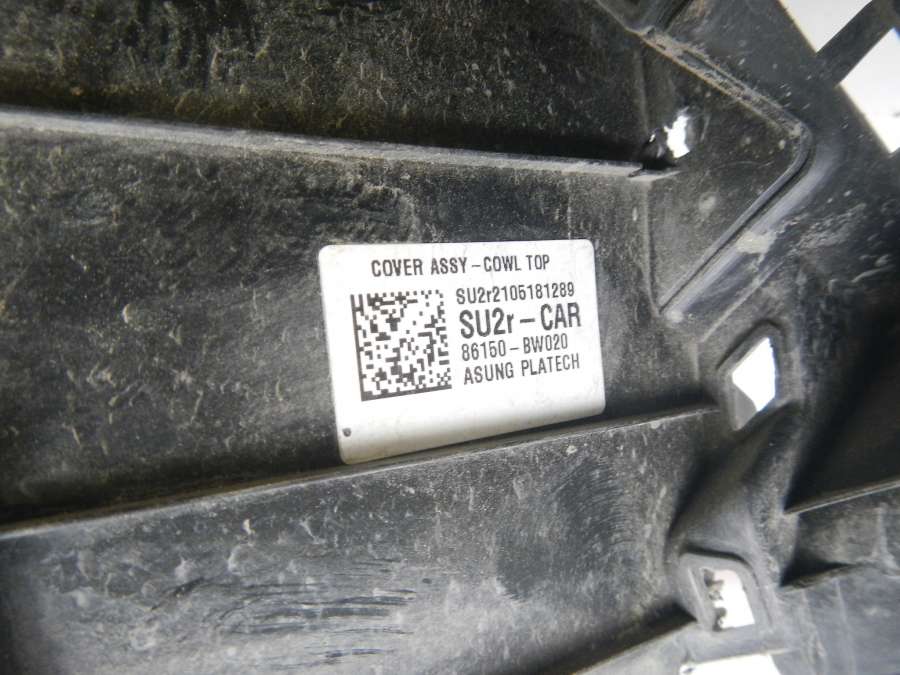 COVER ASSY-COWL TOP
SU2r2105181289
SU2r-CAR
86150-BW020
ASUNG PLATECH